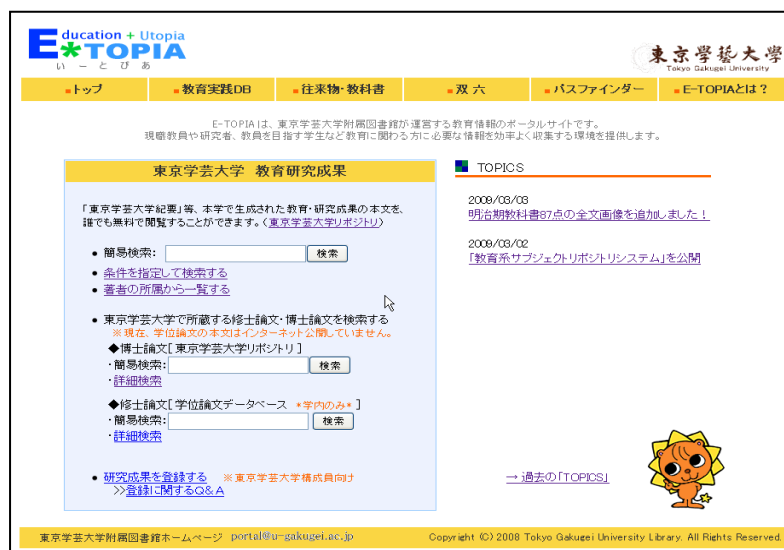 Education + Utopia
E*TOPIA
い ー と ぴ あ
東京學藝大學
Tokyo Gakugei University
トップ
教育実践DB
往来物・教科書
双 六
パスファインダー
E-TOPIAとは？
E-TOPIAは、東京学芸大学附属図書館が運営する教育情報のポータルサイトです。
現職教員や研究者、教員を目指す学生など教育に関わる方に必要な情報を効率よく収集する環境を提供します。
東京学芸大学 教育研究成果
「東京学芸大学紀要」等、本学で生成された教育・研究成果の本文を、
誰でも無料で閲覧することができます。（東京学芸大学リポジトリ）
簡易検索: 検索
条件を指定して検索する
著者の所属から一覧する
東京学芸大学で所蔵する修士論文・博士論文を検索する
※現在、学位論文の本文はインターネット公開していません。
◆博士論文[ 東京学芸大学リポジトリ ]
・簡易検索: 検索
・詳細検索
◆修士論文[ 学位論文データベース *学内のみ* ]
・簡易検索: 検索
・詳細検索
研究成果を登録する ※東京学芸大学構成員向け
>>登録に関するQ&A
TOPICS
2009/03/03
明治期教科書87点の全文画像を追加しました！
2009/03/02
「教育系サブジェクトリポジトリシステム」を公開
→ 過去の「TOPICS」
東京学芸大学附属図書館ホームページ portal@u-gakugei.ac.jp
Copyright (C) 2008 Tokyo Gakugei University Library. All Rights Reserved